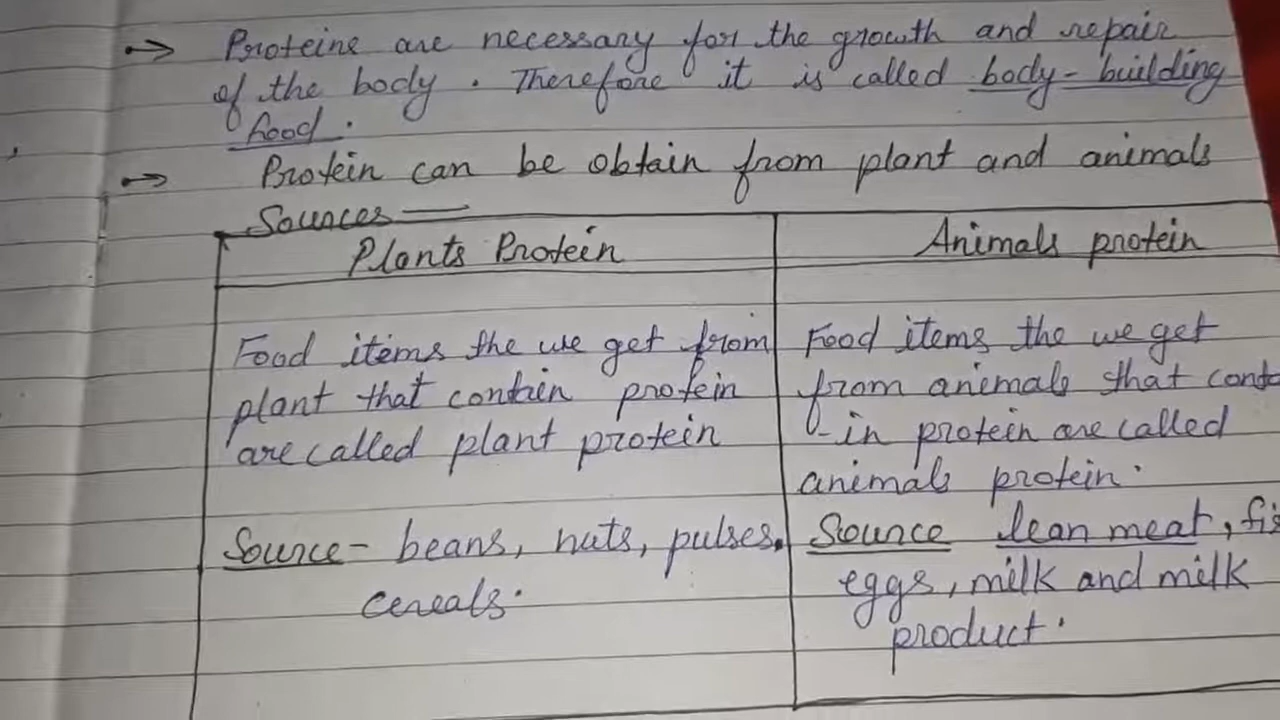 → Proteine are necessary for the growth and repair
of the body. Therefore it is called body-building
food.
→ Protein can be obtain from plant and animals
Sources —
Plants Protein
Food items the we get from
plant that contain protein
are called plant protein
Source - beans, nuts, pulses,
cereals.
Animals protein
Food items the we get
from animals that conta
-in protein are called
animals protein.
Source lean meat, fis
eggs, milk and milk
product.